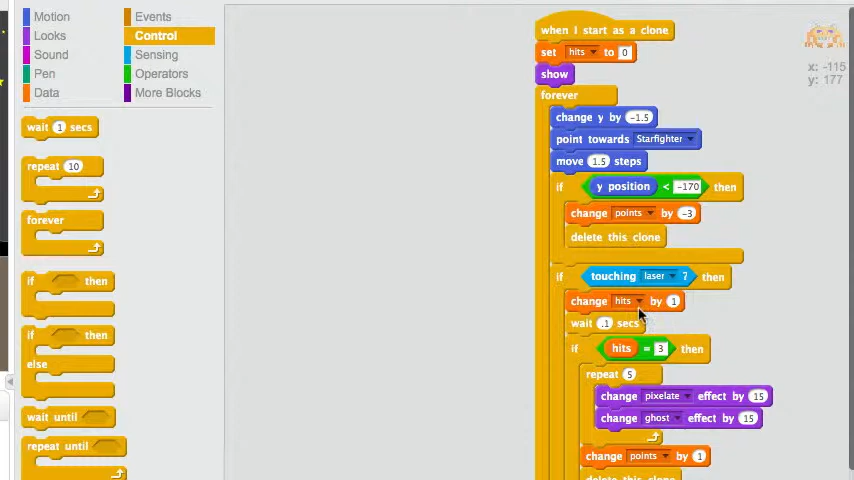 Motion Events
Looks Control
Sound Sensing
Pen Operators
Data More Blocks
wait 1 secs
repeat 10
forever
if then
if then
else
wait until
repeat until
when I start as a clone
set hits to 0
show
forever
change y by -1.5
point towards Starfighter
move 1.5 steps
if y position < -170 then
change points by -3
delete this clone
if touching laser ? then
change hits by 1
wait .1 secs
if hits = 3 then
repeat 5
change pixelate effect by 15
change ghost effect by 15
change points by 1
delete this clone
x: -115
y: 177